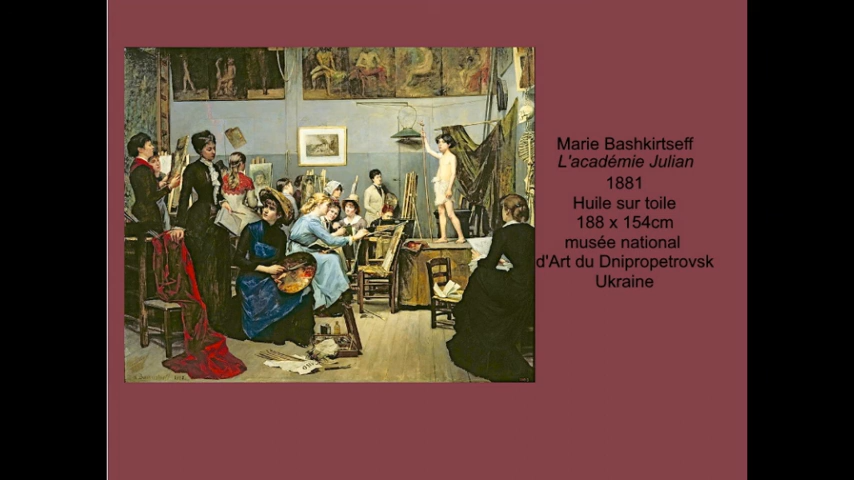 Marie Bashkirtseff
L'académie Julian
1881
Huile sur toile
188 x 154cm
musée national
d'Art du Dnipropetrovsk
Ukraine